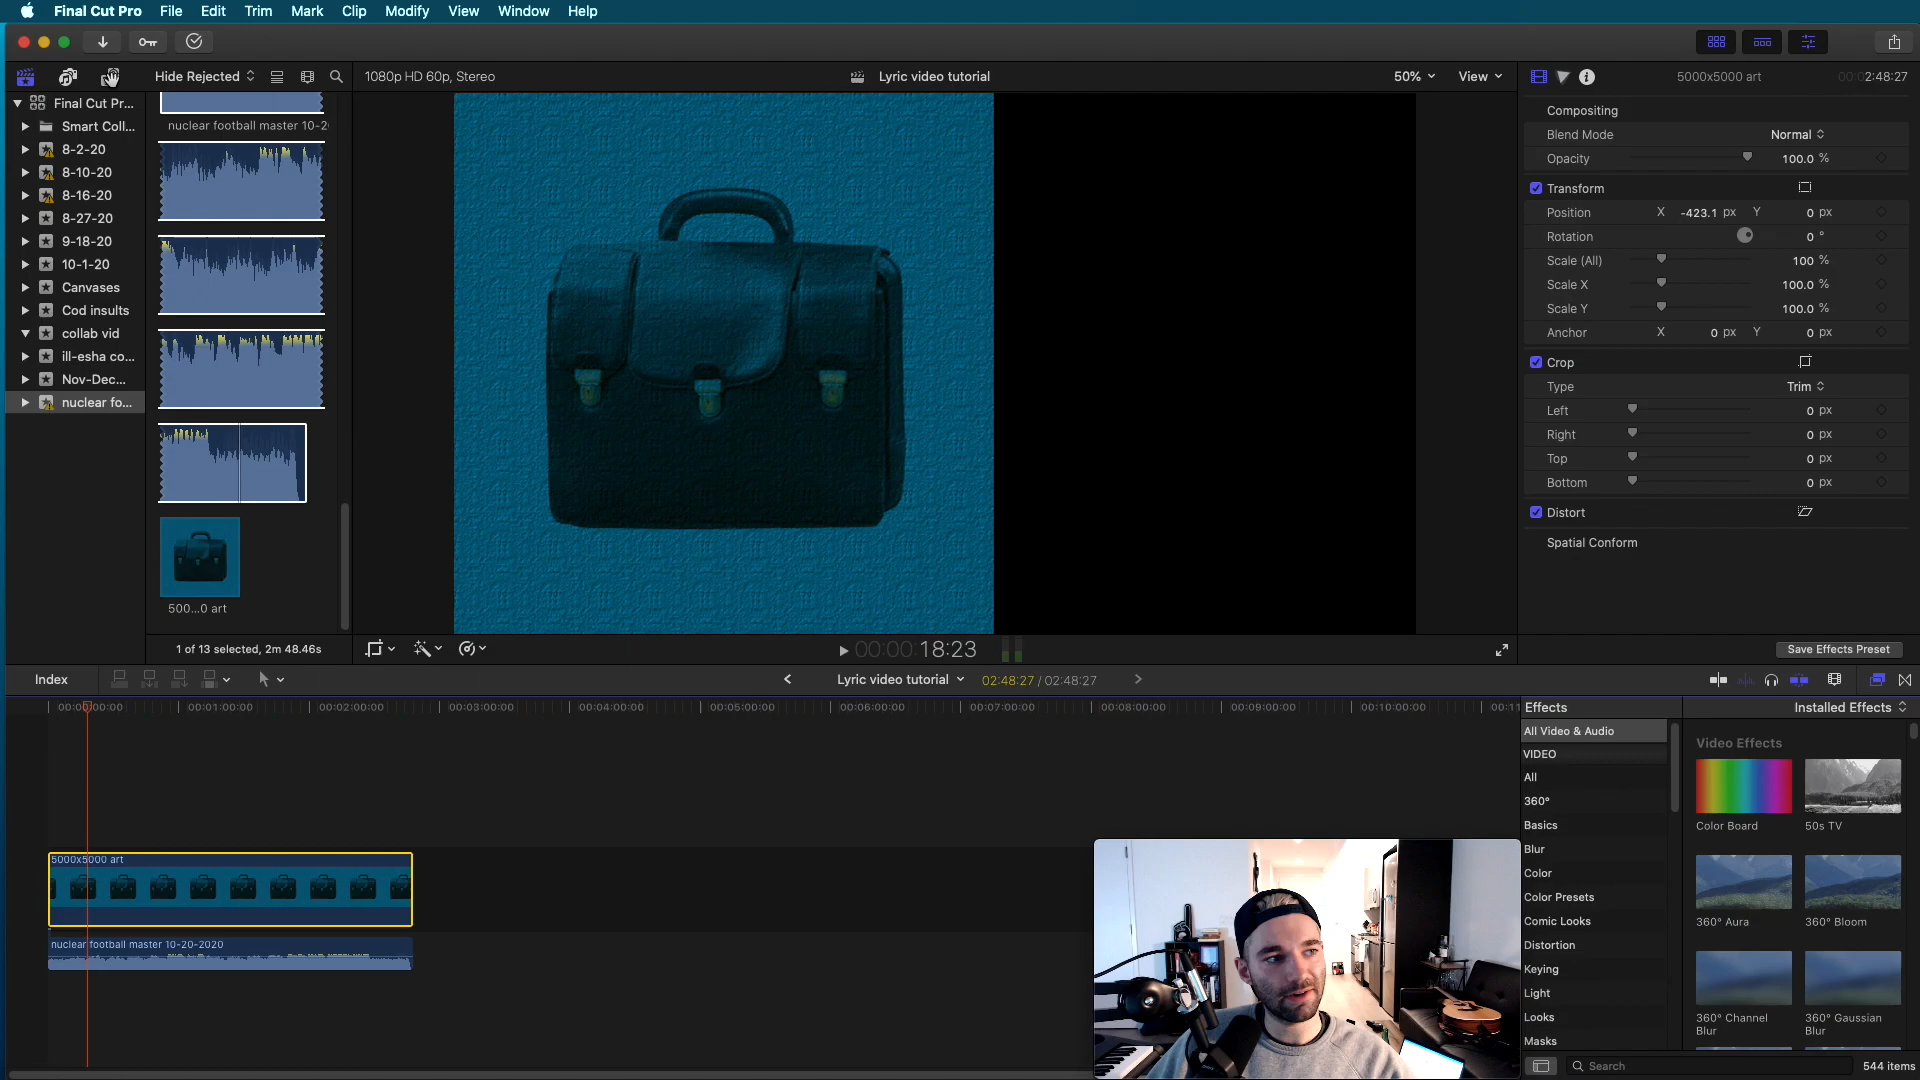 Final Cut Pro File Edit Trim Mark Clip Modify View Window Help
Hide Rejected
1080p HD 60p, Stereo
Lyric video tutorial
50%
View
5000x5000 art
00:02:48:27
Final Cut Pr...
Smart Coll...
8-2-20
8-10-20
8-16-20
8-27-20
9-18-20
10-1-20
Canvases
Cod insults
collab vid
ill-esha co...
Nov-Dec...
nuclear fo...
nuclear football master 10-2
500...0 art
1 of 13 selected, 2m 48.46s
00:00:18:23
Compositing
Blend Mode Normal
Opacity 100.0 %
Transform
Position X -423.1 px Y 0 px
Rotation 0 °
Scale (All) 100 %
Scale X 100.0 %
Scale Y 100.0 %
Anchor X 0 px Y 0 px
Crop
Type Trim
Left 0 px
Right 0 px
Top 0 px
Bottom 0 px
Distort
Spatial Conform
Save Effects Preset
Index
Lyric video tutorial
02:48:27 / 02:48:27
00:01:00:00 00:02:00:00 00:03:00:00 00:04:00:00 00:05:00:00 00:06:00:00 00:07:00:00 00:08:00:00 00:09:00:00 00:10:00:00
5000x5000 art
nuclear football master 10-20-2020
Effects
Installed Effects
All Video & Audio
VIDEO
All
360°
Basics
Blur
Color
Color Presets
Comic Looks
Distortion
Keying
Light
Looks
Masks
Video Effects
Color Board
50s TV
360° Aura
360° Bloom
360° Channel Blur
360° Gaussian Blur
Search
544 items